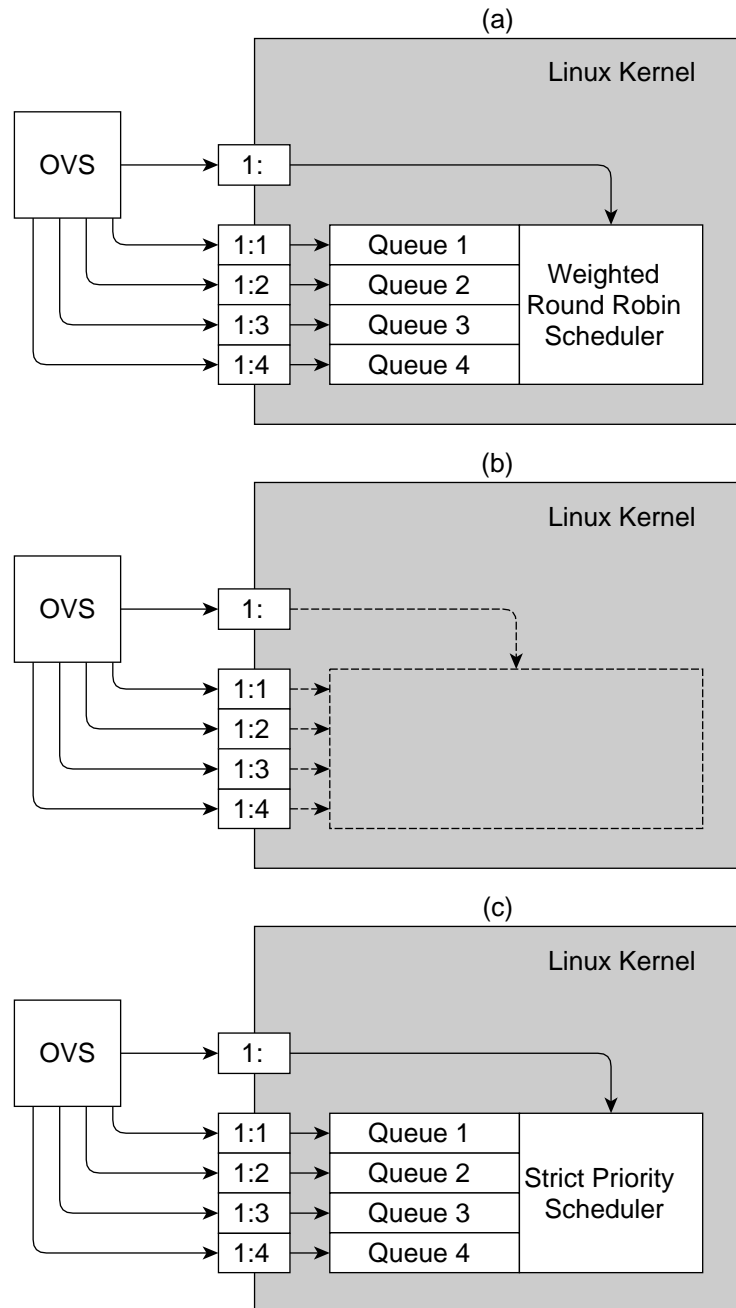 (a)
Linux Kernel
OVS
1:
1:1
Queue 1
1:2
Queue 2
1:3
Queue 3
1:4
Queue 4
Weighted
Round Robin
Scheduler
(b)
Linux Kernel
OVS
1:
1:1
1:2
1:3
1:4
(c)
Linux Kernel
OVS
1:
1:1
Queue 1
1:2
Queue 2
1:3
Queue 3
1:4
Queue 4
Strict Priority
Scheduler